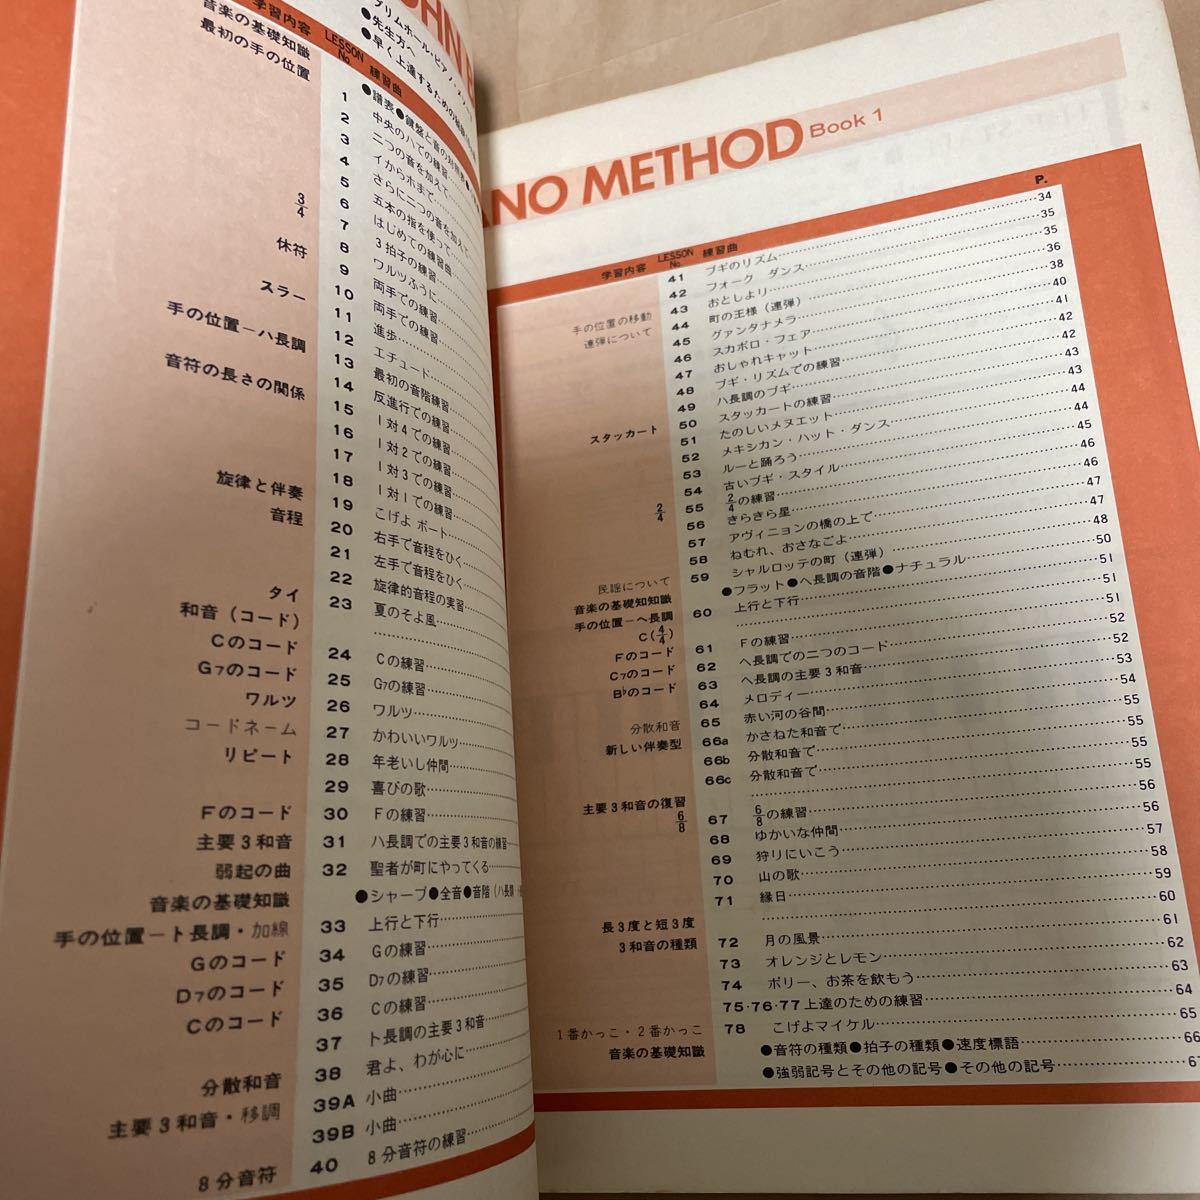 OHN
ブリムホール・ピアノ・メソード
●先生方へ
●早く上達するための
学習内容 LESSON No. 練習曲
音楽の基礎知識 ●譜表●鍵盤と音の対照表
最初の手の位置 1 中央のハでの練習
2 二つの音を加えて
3 イからホまで
4 さらに二つの音を加えて
5 五本の指を使って
3/4 6 はじめての練習曲
7 3拍子の練習
休符 8 ワルツふうに
9 両手での練習
スラー 10 両手での練習
11 進歩
手の位置―ハ長調 12 エチュード
13 最初の音階練習
音符の長さの関係 14 反進行での練習
15 1対4での練習
16 1対2での練習
17 1対3での練習
旋律と伴奏 18 1対1での練習
音程 19 こげよ ボート
20 右手で音程をひく
21 左手で音程をひく
タイ 22 旋律的音程の実習
和音(コード) 23 夏のそよ風
Cのコード 24 Cの練習
G7のコード 25 G7の練習
ワルツ 26 ワルツ
コードネーム 27 かわいいワルツ
リピート 28 年老いし仲間
29 喜びの歌
Fのコード 30 Fの練習
主要3和音 31 ハ長調での主要3和音の練習
弱起の曲 32 聖者が町にやってくる
音楽の基礎知識 ●シャープ●全音●音階(ハ長調
手の位置―ト長調・加線 33 上行と下行
Gのコード 34 Gの練習
D7のコード 35 D7の練習
Cのコード 36 Cの練習
37 ト長調の主要3和音
38 君よ、わが心に
分散和音 39A 小曲
主要3和音・移調 39B 小曲
8分音符 40 8分音符の練習
ANO METHOD Book 1
学習内容 LESSON No. 練習曲 P.
41 ブギのリズム 34
42 フォーク ダンス 35
手の位置の移動 43 おとしより 35
連弾について 44 町の王様(連弾) 36
45 グァンタナメラ 38
46 スカボロ・フェア 40
47 おしゃれキャット 41
48 ブギ・リズムでの練習 42
49 ハ長調のブギ 42
スタッカート 50 スタッカートの練習 43
51 たのしいメヌエット 43
52 メキシカン・ハット・ダンス 44
53 ルーと踊ろう 44
54 古いブギ・スタイル 45
2/4 55 2/4の練習 46
56 きらきら星 46
57 アヴィニョンの橋の上で 47
58 ねむれ、おさなごよ 47
民謡について 59 シャルロッテの町(連弾) 48
音楽の基礎知知識 ●フラット●ヘ長調の音階●ナチュラル 50
手の位置―ヘ長調 60 上行と下行 51
C(4/4) 51
Fのコード 61 Fの練習 51
C7のコード 62 ヘ長調での二つのコード 52
B♭のコード 63 ヘ長調の主要3和音 52
64 メロディー 53
分散和音 65 赤い河の谷間 54
新しい伴奏型 66a かさねた和音で 54
66b 分散和音で 55
66c 分散和音で 55
主要3和音の復習 55
6/8 67 6/8の練習 56
68 ゆかいな仲間 56
69 狩りにいこう 57
70 山の歌 58
71 縁日 59
長3度と短3度 60
3和音の種類 72 月の風景 61
73 オレンジとレモン 62
74 ポリー、お茶を飲もう 63
75・76・77 上達のための練習 64
1番かっこ・2番かっこ 78 こげよマイケル 65
音楽の基礎知識 ●音符の種類●拍子の種類●速度標語 66
●強弱記号とその他の記号●その他の記号